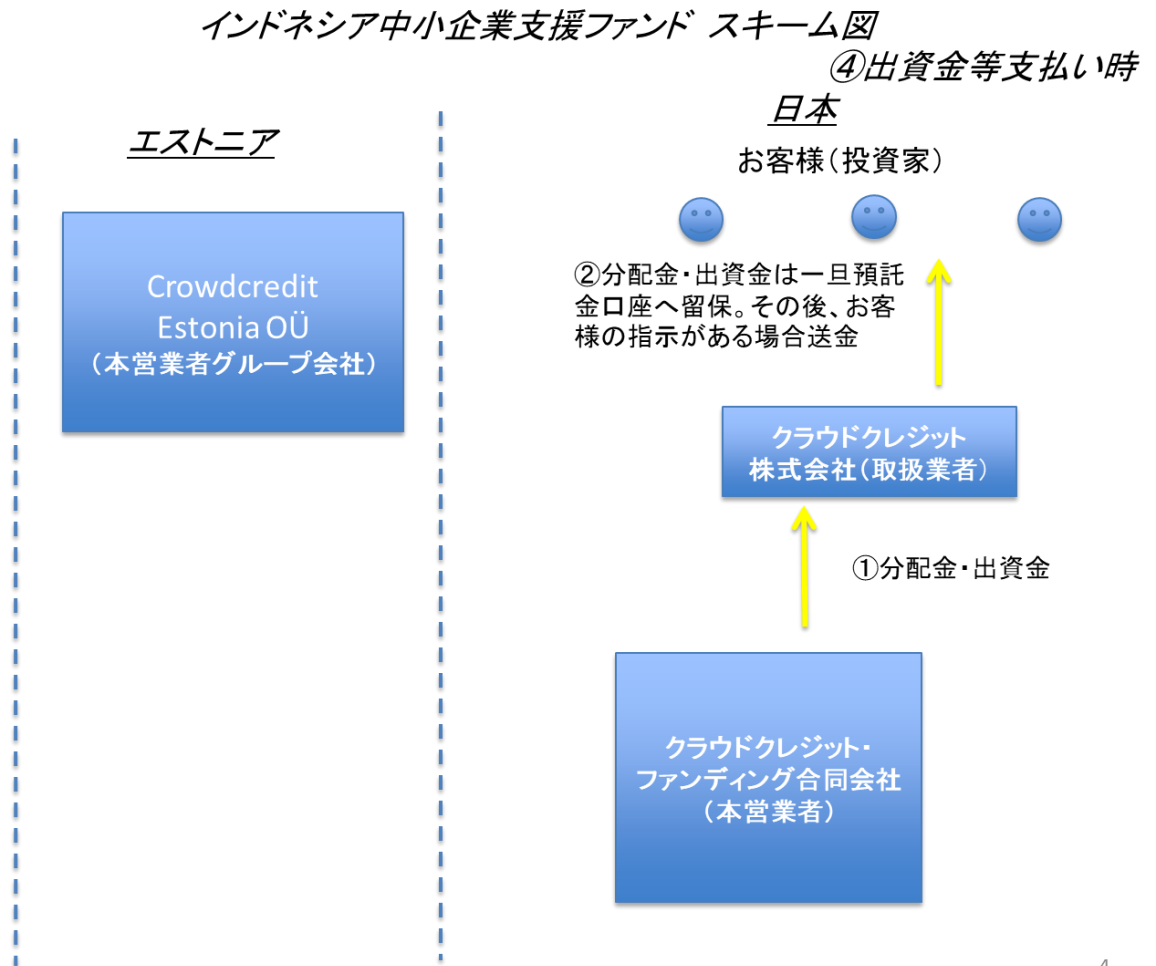 インドネシア中小企業支援ファンド スキーム図
④出資金等支払い時
日本
エストニア
お客様（投資家）
②分配金・出資金は一旦預託
金口座へ留保。その後、お客
様の指示がある場合送金
Crowdcredit
Estonia OÜ
（本営業者グループ会社）
クラウドクレジット
株式会社（取扱業者）
①分配金・出資金
クラウドクレジット・
ファンディング合同会社
（本営業者）